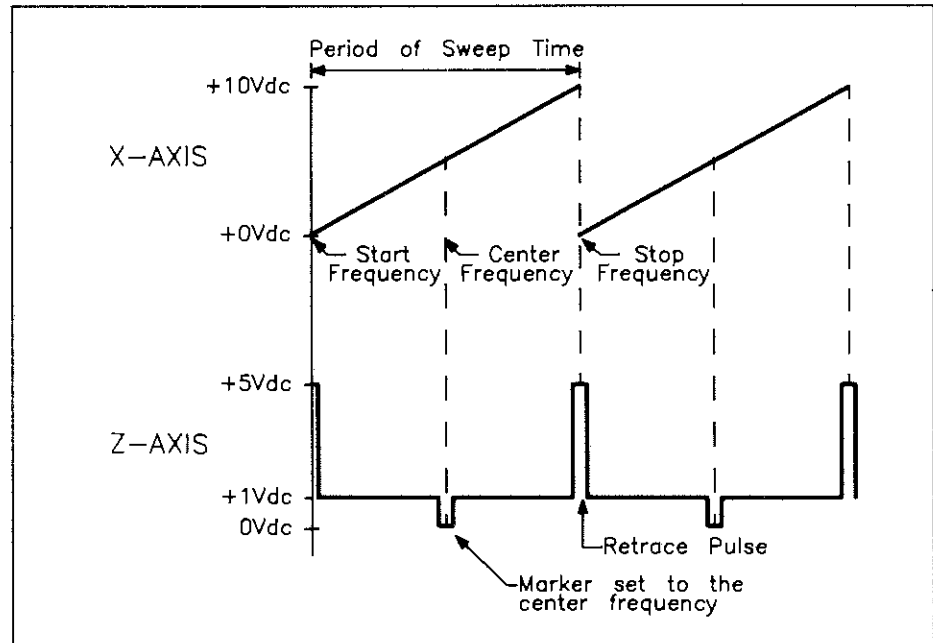 Period of Sweep Time
+10Vdc
X-AXIS
+0Vdc
Start
Frequency
Center
Frequency
Stop
Frequency
+5Vdc
Z-AXIS
+1Vdc
0Vdc
Retrace Pulse
Marker set to the
center frequency